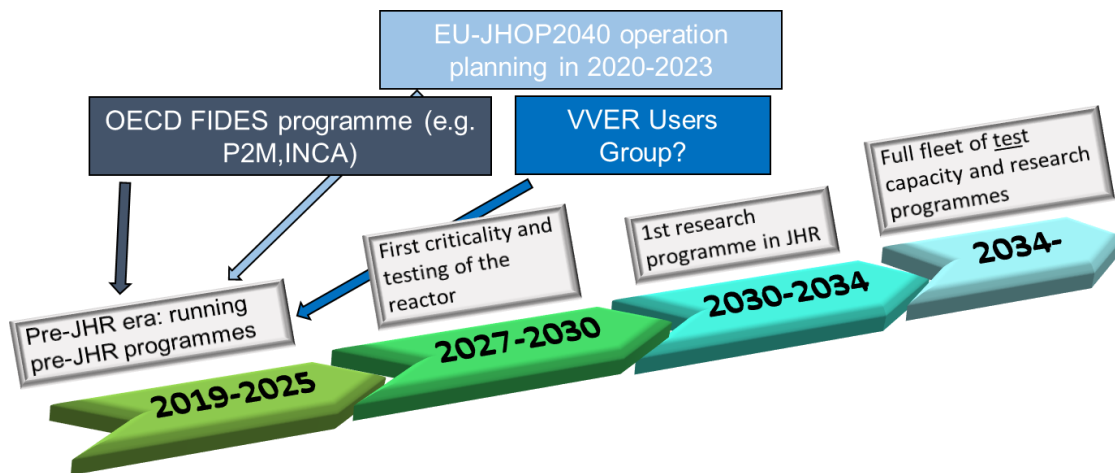 EU-JHOP2040 operation
planning in 2020-2023
OECD FIDES programme (e.g.
P2M,INCA)
VVER Users
Group?
Full fleet of test
capacity and research
programmes
1st research
programme in JHR
First criticality and
testing of the
reactor
Pre-JHR era: running
pre-JHR programmes
2019-2025
2027-2030
2030-2034
2034-